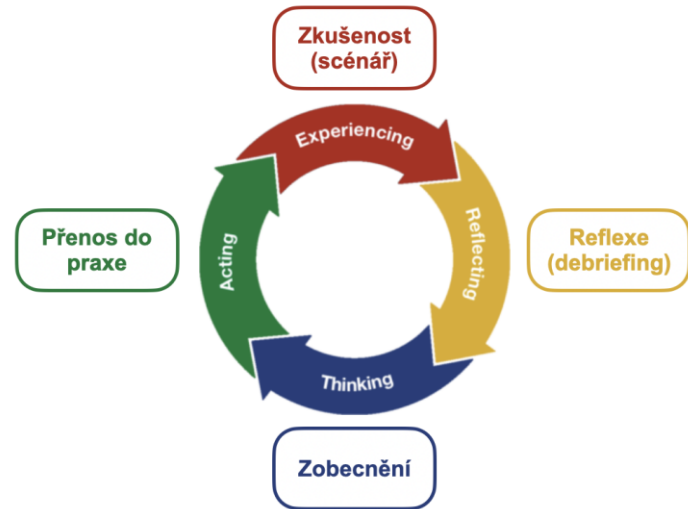 Zkušenost
(scénář)
Experiencing
Přenos do
praxe
Acting
Reflecting
Reflexe
(debriefing)
Thinking
Zobecnění